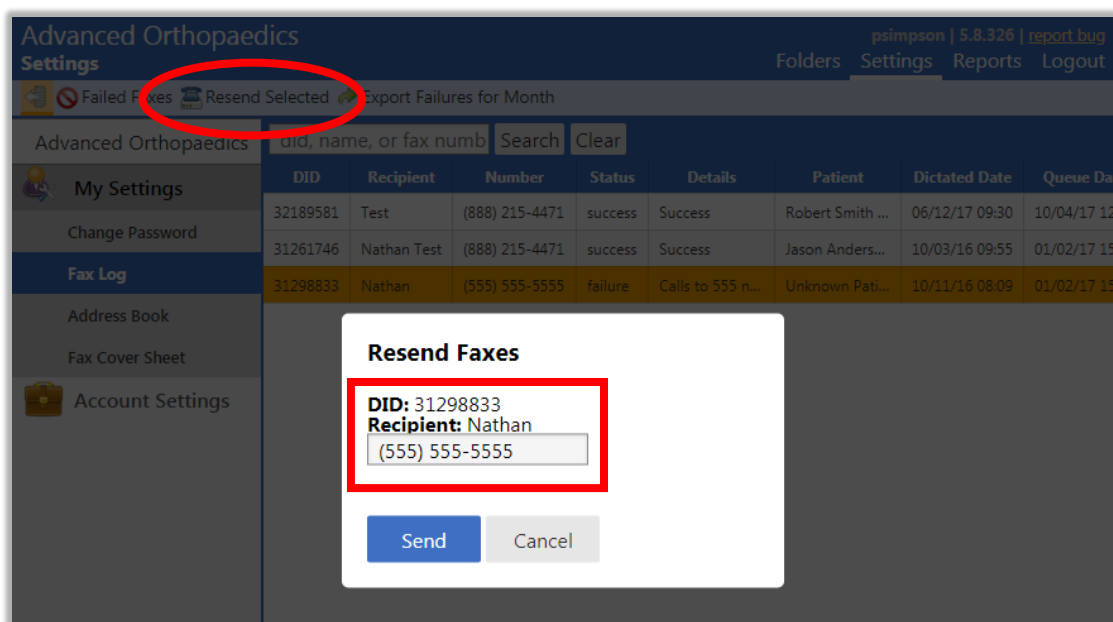 Advanced Orthopaedics
psimpson | 5.8.326 | report bug
Settings
Folders Settings Reports Logout
Failed Faxes Resend Selected Export Failures for Month
Advanced Orthopaedics
did, name, or fax numb Search Clear
My Settings
DID Recipient Number Status Details Patient Dictated Date Queue Da
32189581 Test (888) 215-4471 success Success Robert Smith ... 06/12/17 09:30 10/04/17 12
Change Password
31261746 Nathan Test (888) 215-4471 success Success Jason Anders... 10/03/16 09:55 01/02/17 15
Fax Log
31298833 Nathan (555) 555-5555 failure Calls to 555 n... Unknown Pati... 10/11/16 08:09 01/02/17 15
Address Book
Fax Cover Sheet
Account Settings
Resend Faxes
DID: 31298833
Recipient: Nathan
(555) 555-5555
Send Cancel